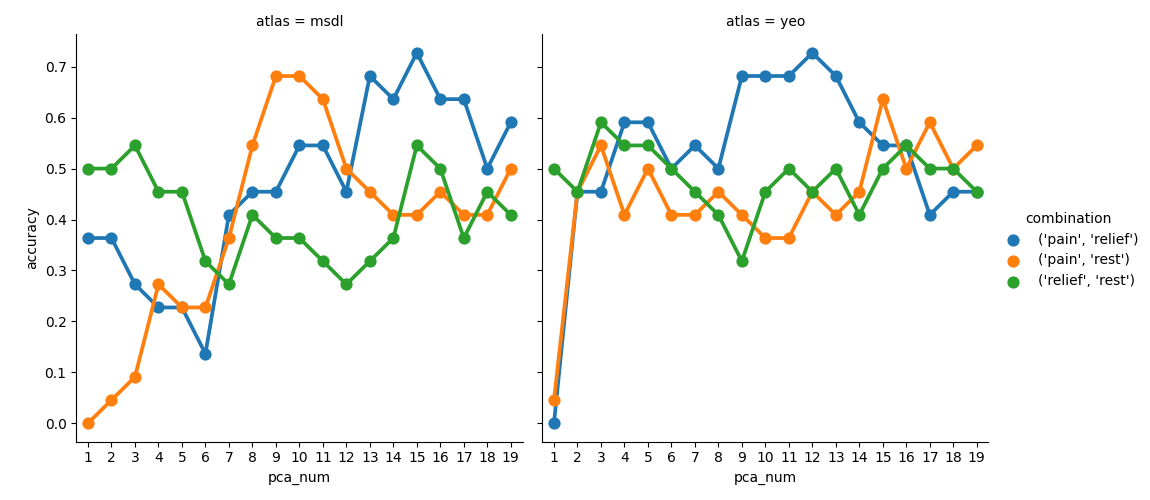 atlas = msdl
atlas = yeo
accuracy
0.7
0.6
0.5
0.4
0.3
0.2
0.1
0.0
1 2 3 4 5 6 7 8 9 10 11 12 13 14 15 16 17 18 19
pca_num
1 2 3 4 5 6 7 8 9 10 11 12 13 14 15 16 17 18 19
pca_num
combination
('pain', 'relief')
('pain', 'rest')
('relief', 'rest')